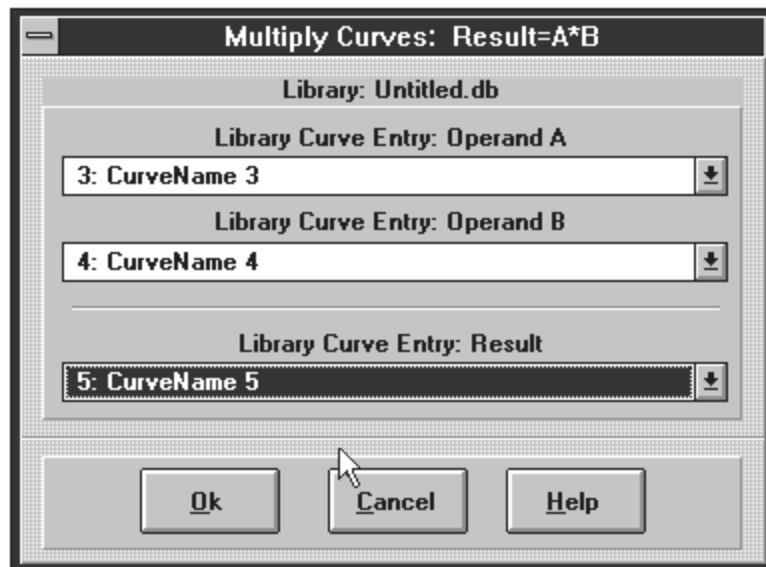 Multiply Curves: Result=A*B
Library: Untitled.db
Library Curve Entry: Operand A
3: CurveName 3
Library Curve Entry: Operand B
4: CurveName 4
Library Curve Entry: Result
5: CurveName 5
Ok Cancel Help